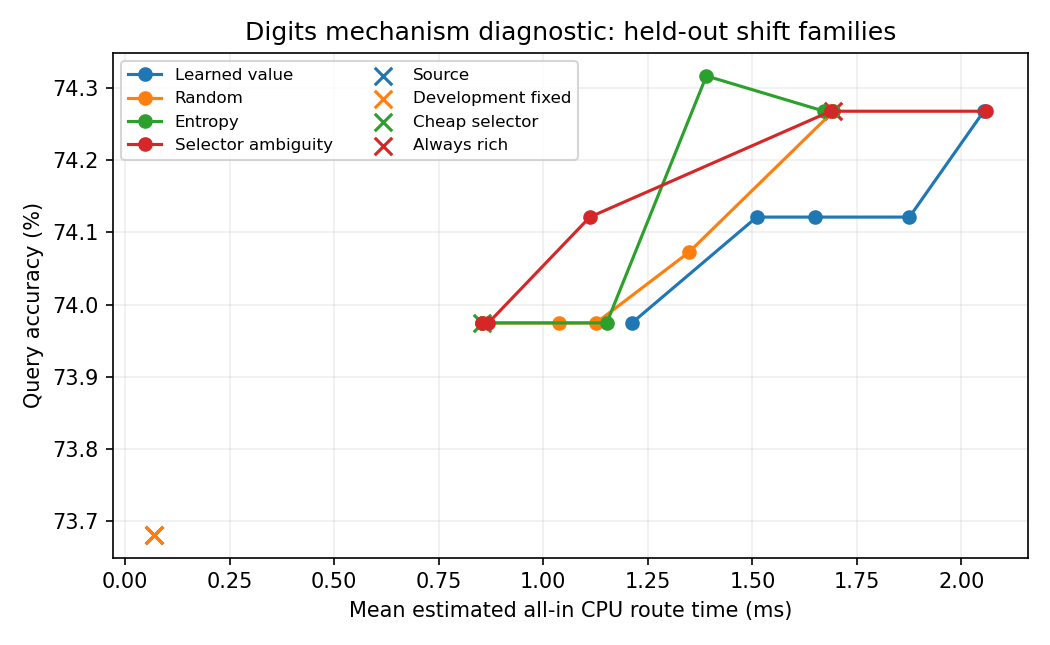 Digits mechanism diagnostic: held-out shift families
Learned value
Random
Entropy
Selector ambiguity
Source
Development fixed
Cheap selector
Always rich
Query accuracy (%)
74.3
74.2
74.1
74.0
73.9
73.8
73.7
0.00 0.25 0.50 0.75 1.00 1.25 1.50 1.75 2.00
Mean estimated all-in CPU route time (ms)